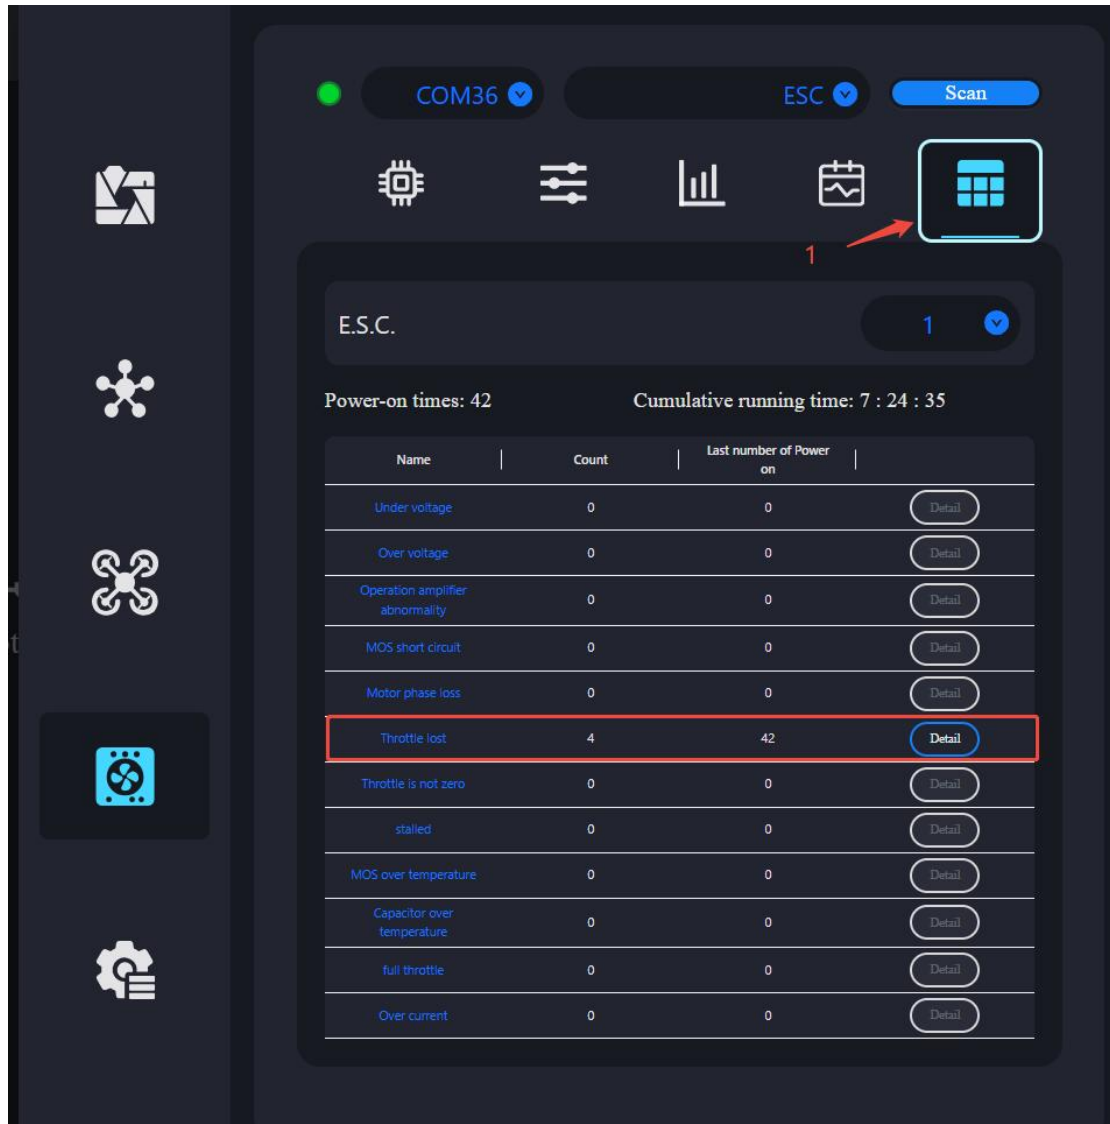 COM36
ESC
Scan
1
E.S.C.
1
Power-on times: 42
Cumulative running time: 7 : 24 : 35
Name
Count
Last number of Power
on
Under voltage
0
0
Detail
Over voltage
0
0
Detail
Operation amplifier
abnormality
0
0
Detail
MOS short circuit
0
0
Detail
Motor phase loss
0
0
Detail
Throttle lost
4
42
Detail
Throttle is not zero
0
0
Detail
stalled
0
0
Detail
MOS over temperature
0
0
Detail
Capacitor over
temperature
0
0
Detail
full throttle
0
0
Detail
Over current
0
0
Detail